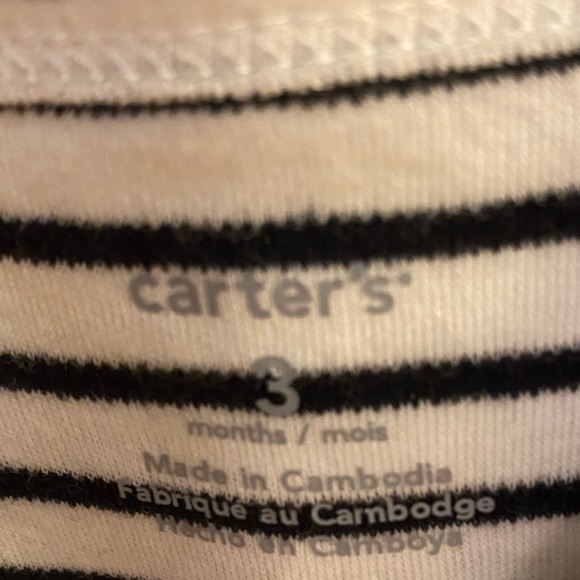 carter's
3
months / mois
Made in Cambodia
Fabriqué au Cambodge
Hecho en Camboya